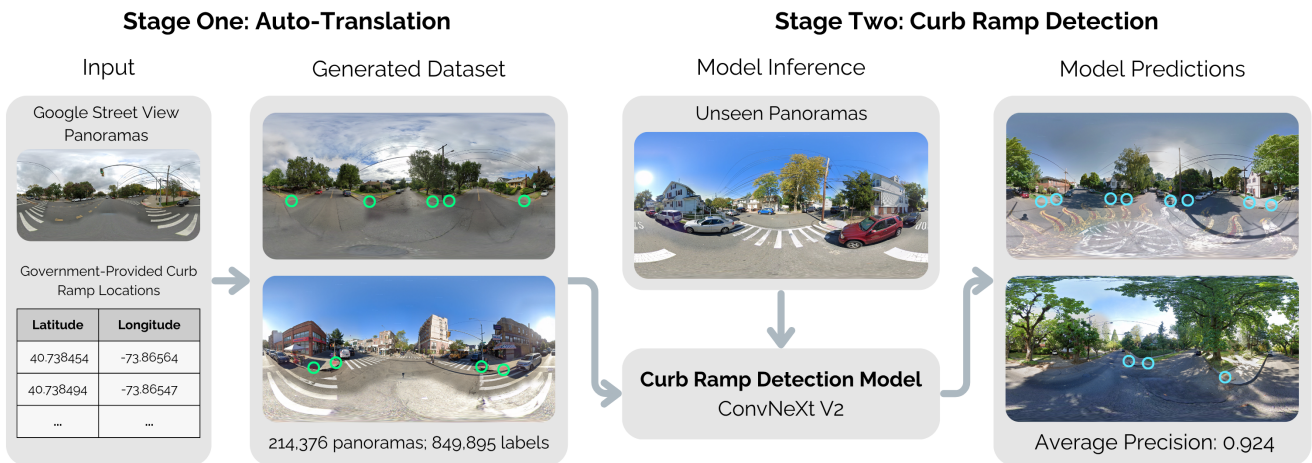 Stage One: Auto-Translation
Input
Google Street View
Panoramas
Government-Provided Curb
Ramp Locations
Latitude Longitude
40.738454 -73.86564
40.738494 -73.86547
... ...
Generated Dataset
214,376 panoramas; 849,895 labels
Stage Two: Curb Ramp Detection
Model Inference
Unseen Panoramas
Curb Ramp Detection Model
ConvNeXt V2
Model Predictions
Average Precision: 0.924